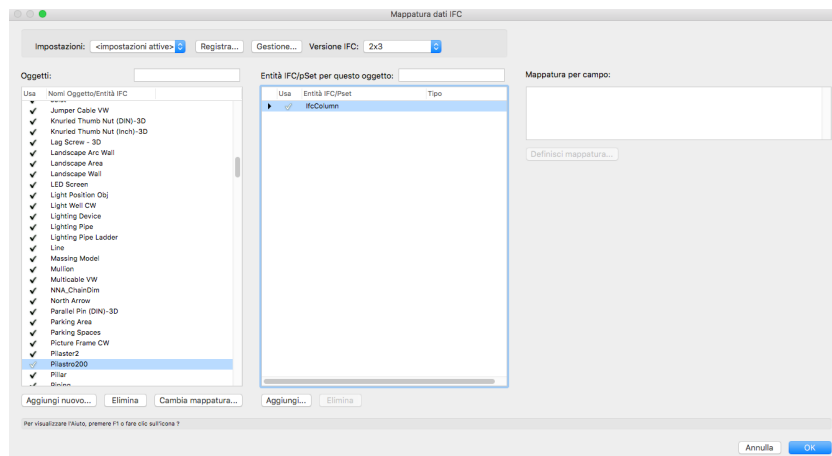 Mappatura dati IFC
Impostazioni: <impostazioni attive> Registra... Gestione... Versione IFC: 2x3
Oggetti:
Usa Nomi Oggetto/Entità IFC
Jumper Cable VW
Knurled Thumb Nut (DIN)-3D
Knurled Thumb Nut (Inch)-3D
Lag Screw - 3D
Landscape Arc Wall
Landscape Area
Landscape Wall
LED Screen
Light Position Obj
Light Well CW
Lighting Device
Lighting Pipe
Lighting Pipe Ladder
Line
Massing Model
Mullion
Multicable VW
NNA_ChainDim
North Arrow
Parallel Pin (DIN)-3D
Parking Area
Parking Spaces
Picture Frame CW
Pilaster2
Pilastro200
Pillar
Aggiungi nuovo... Elimina Cambia mappatura...
Entità IFC/pSet per questo oggetto:
Usa Entità IFC/Pset Tipo
IfcColumn
Aggiungi... Elimina
Mappatura per campo:
Definisci mappatura...
Per visualizzare l'Aiuto, premere F1 o fare clic sull'icona ?
Annulla OK